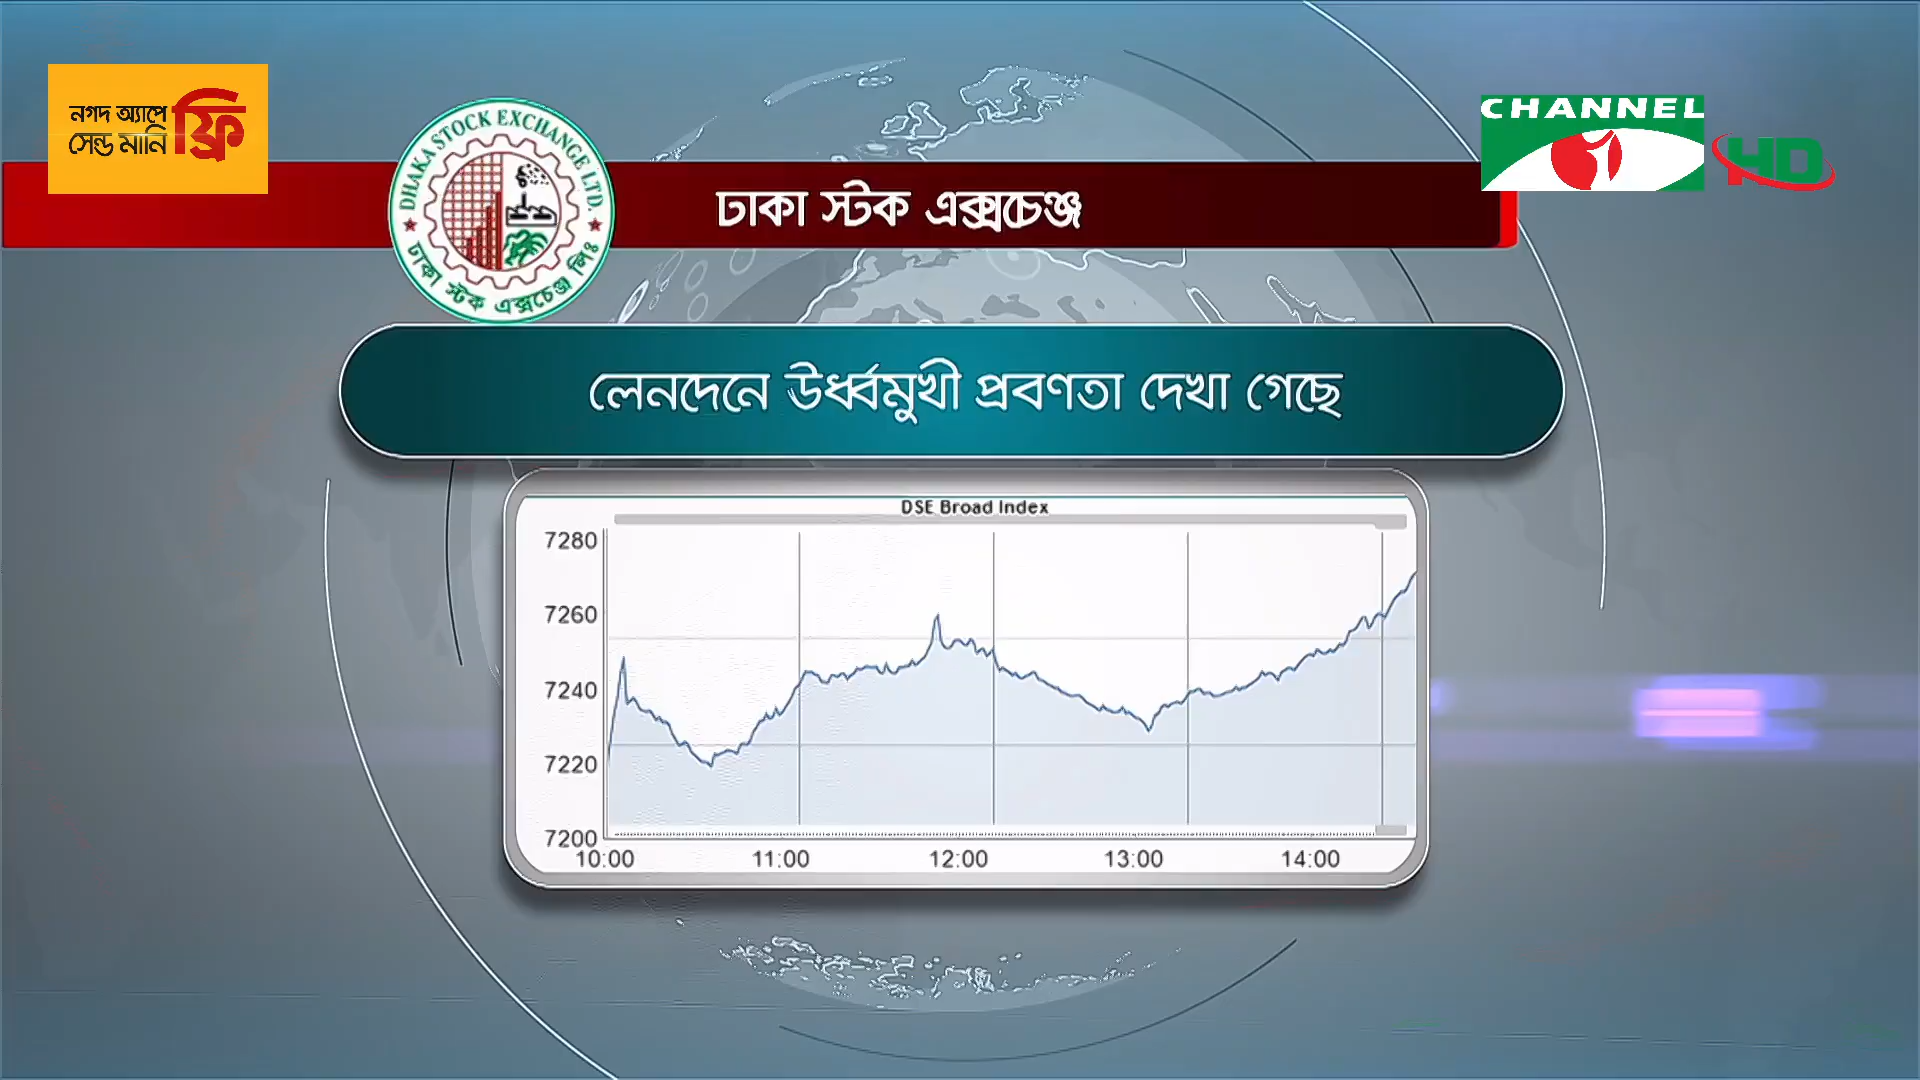 নগদ অ্যাপে
সেন্ড মানি
ফ্রি
CHANNEL
i
HD
DHAKA STOCK EXCHANGE LTD.
ঢাকা স্টক এক্সচেঞ্জ লিঃ
ঢাকা স্টক এক্সচেঞ্জ
লেনদেনে উর্ধ্বমুখী প্রবণতা দেখা গেছে
DSE Broad Index
7280
7260
7240
7220
7200
10:00 11:00 12:00 13:00 14:00